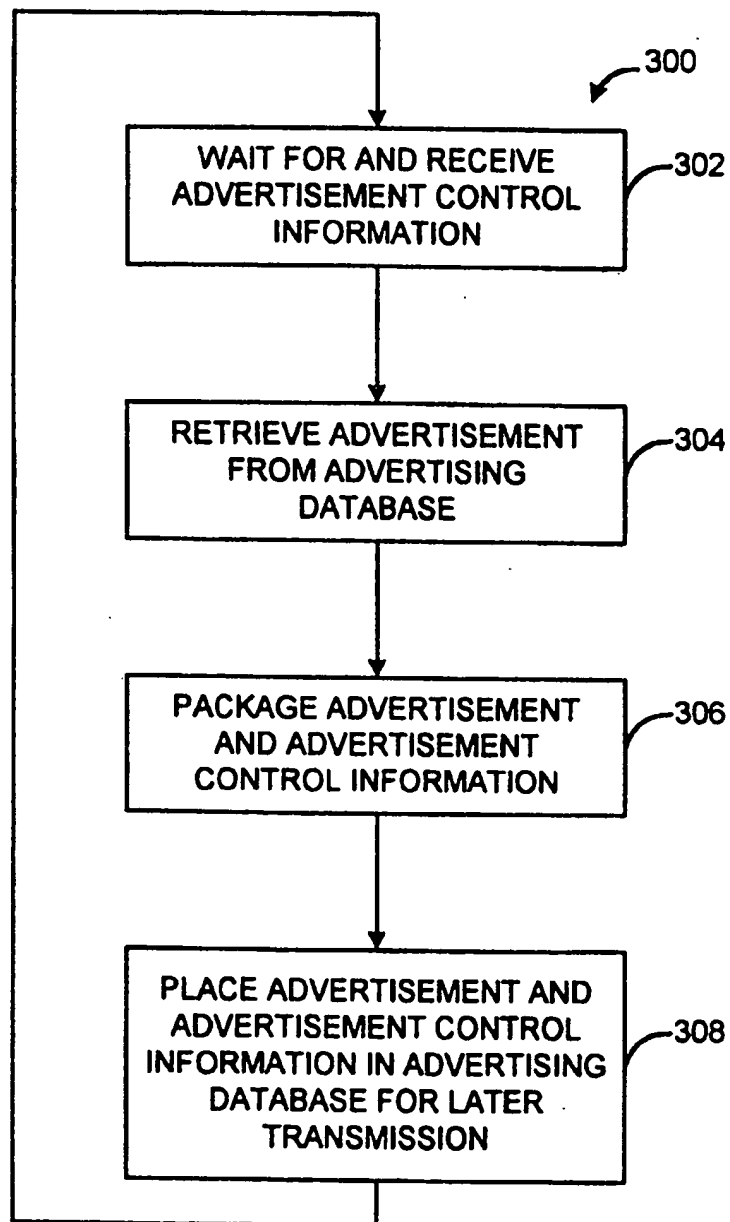 300
WAIT FOR AND RECEIVE
ADVERTISEMENT CONTROL
INFORMATION
302
RETRIEVE ADVERTISEMENT
FROM ADVERTISING
DATABASE
304
PACKAGE ADVERTISEMENT
AND ADVERTISEMENT
CONTROL INFORMATION
306
PLACE ADVERTISEMENT AND
ADVERTISEMENT CONTROL
INFORMATION IN ADVERTISING
DATABASE FOR LATER
TRANSMISSION
308